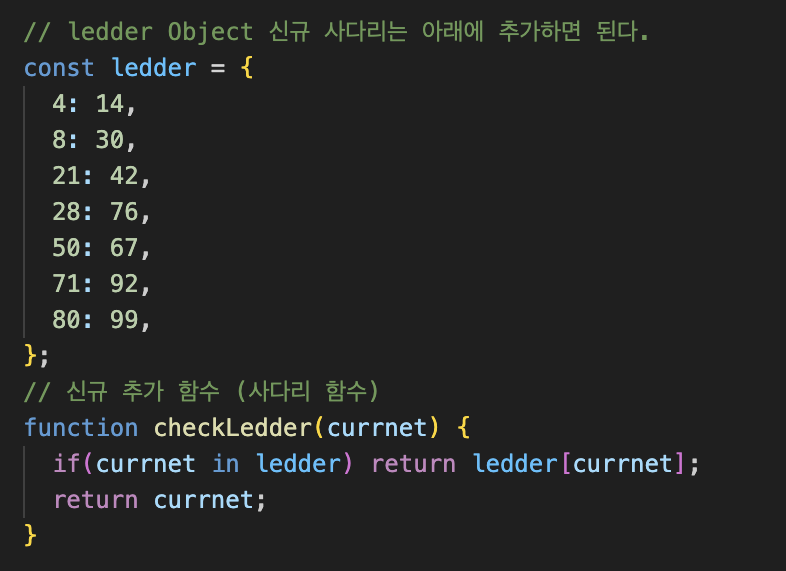 // ledder Object 신규 사다리는 아래에 추가하면 된다.
const ledder = {
  4: 14,
  8: 30,
  21: 42,
  28: 76,
  50: 67,
  71: 92,
  80: 99,
};
// 신규 추가 함수 (사다리 함수)
function checkLedder(currnet) {
  if(currnet in ledder) return ledder[currnet];
  return currnet;
}